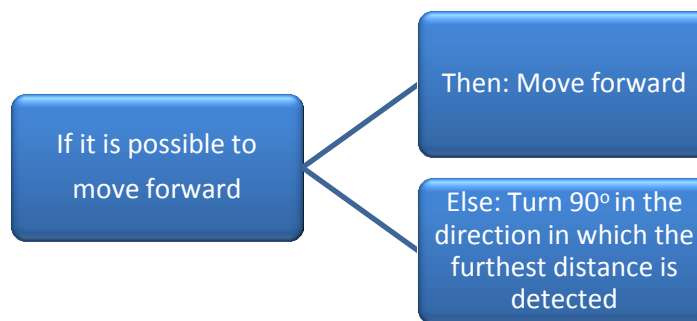 If it is possible to
move forward
Then: Move forward
Else: Turn 90º in the
direction in which the
furthest distance is
detected